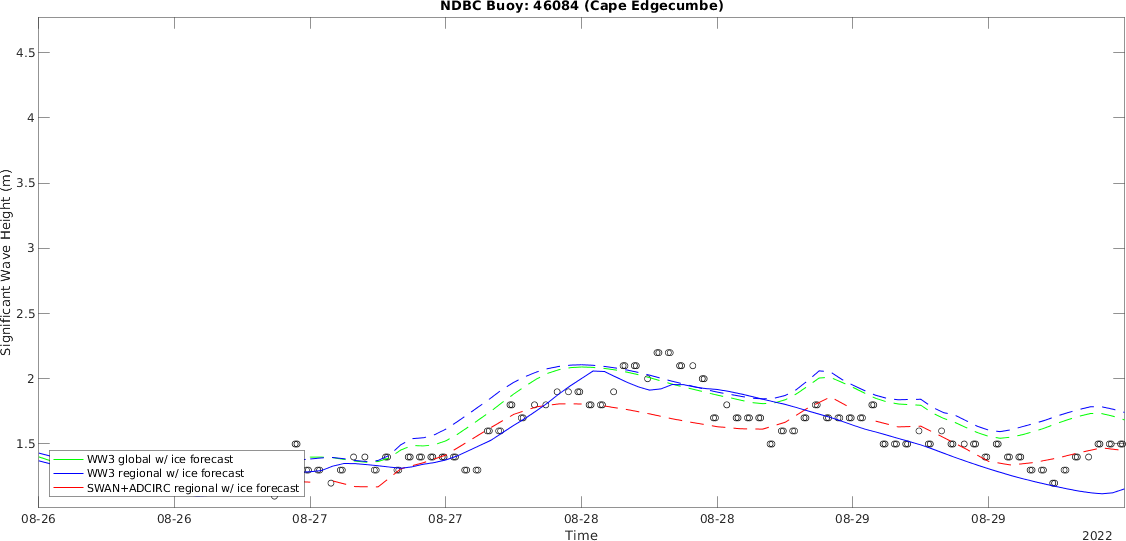 NDBC Buoy: 46084 (Cape Edgecumbe)
4.5
4
3.5
3
2.5
2
1.5
Significant Wave Height (m)
WW3 global w/ ice forecast
WW3 regional w/ ice forecast
SWAN+ADCIRC regional w/ ice forecast
08-26
08-26
08-27
08-27
08-28
08-28
08-29
08-29
Time
2022